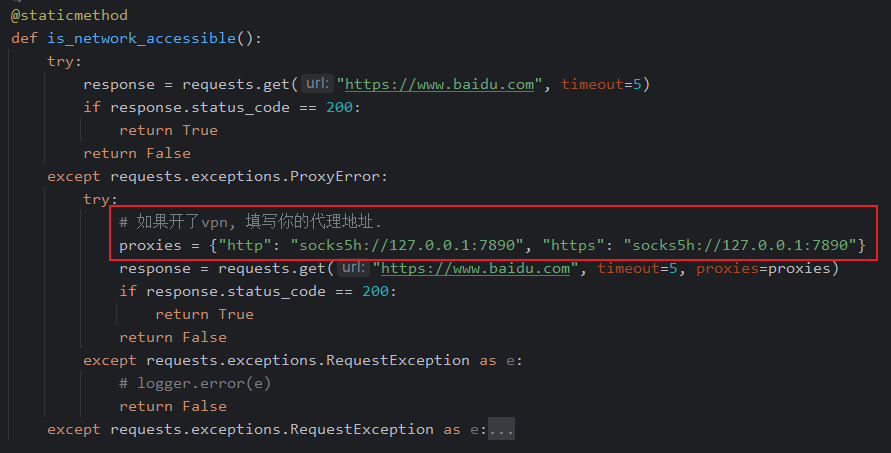 @staticmethod
def is_network_accessible():
    try:
        response = requests.get( url: "https://www.baidu.com", timeout=5)
        if response.status_code == 200:
            return True
        return False
    except requests.exceptions.ProxyError:
        try:
            # 如果开了vpn, 填写你的代理地址.
            proxies = {"http": "socks5h://127.0.0.1:7890", "https": "socks5h://127.0.0.1:7890"}
            response = requests.get( url: "https://www.baidu.com", timeout=5, proxies=proxies)
            if response.status_code == 200:
                return True
            return False
        except requests.exceptions.RequestException as e:
            # logger.error(e)
            return False
    except requests.exceptions.RequestException as e:...